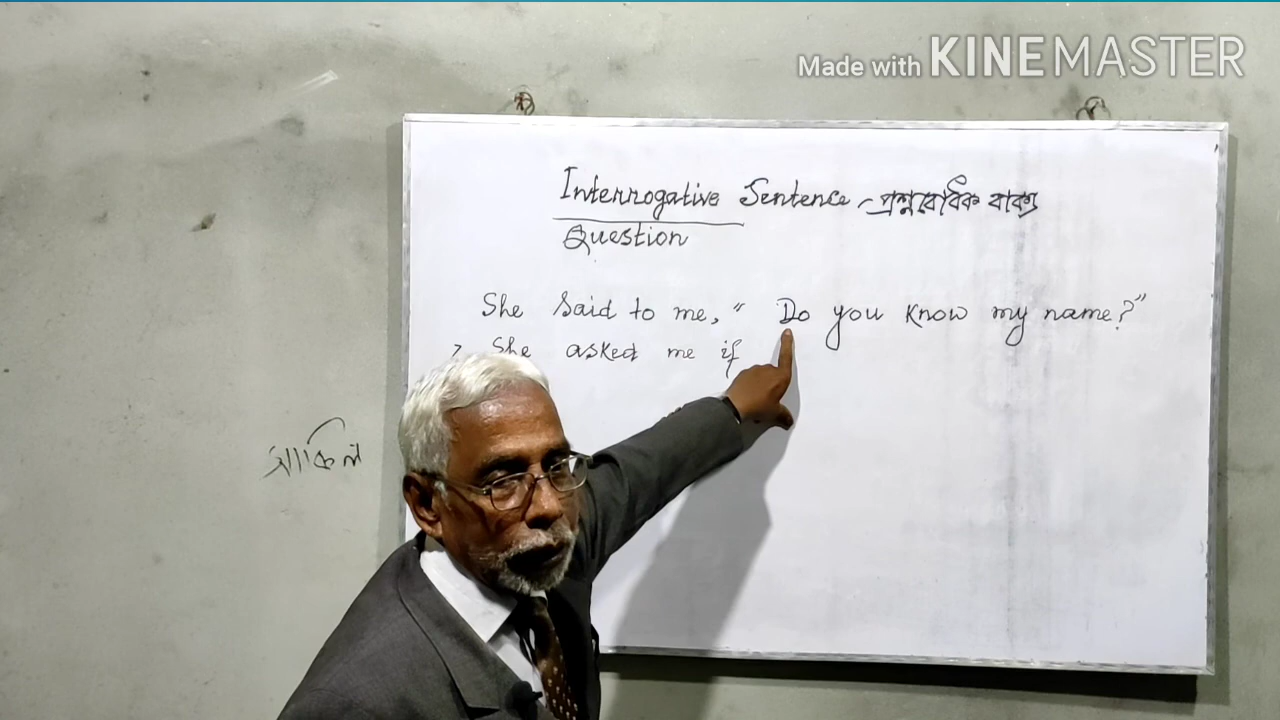 Made with KINEMASTER
Interrogative Sentence - প্রশ্নবোধক বাক্য
Question
She said to me, " Do you know my name?"
She asked me if